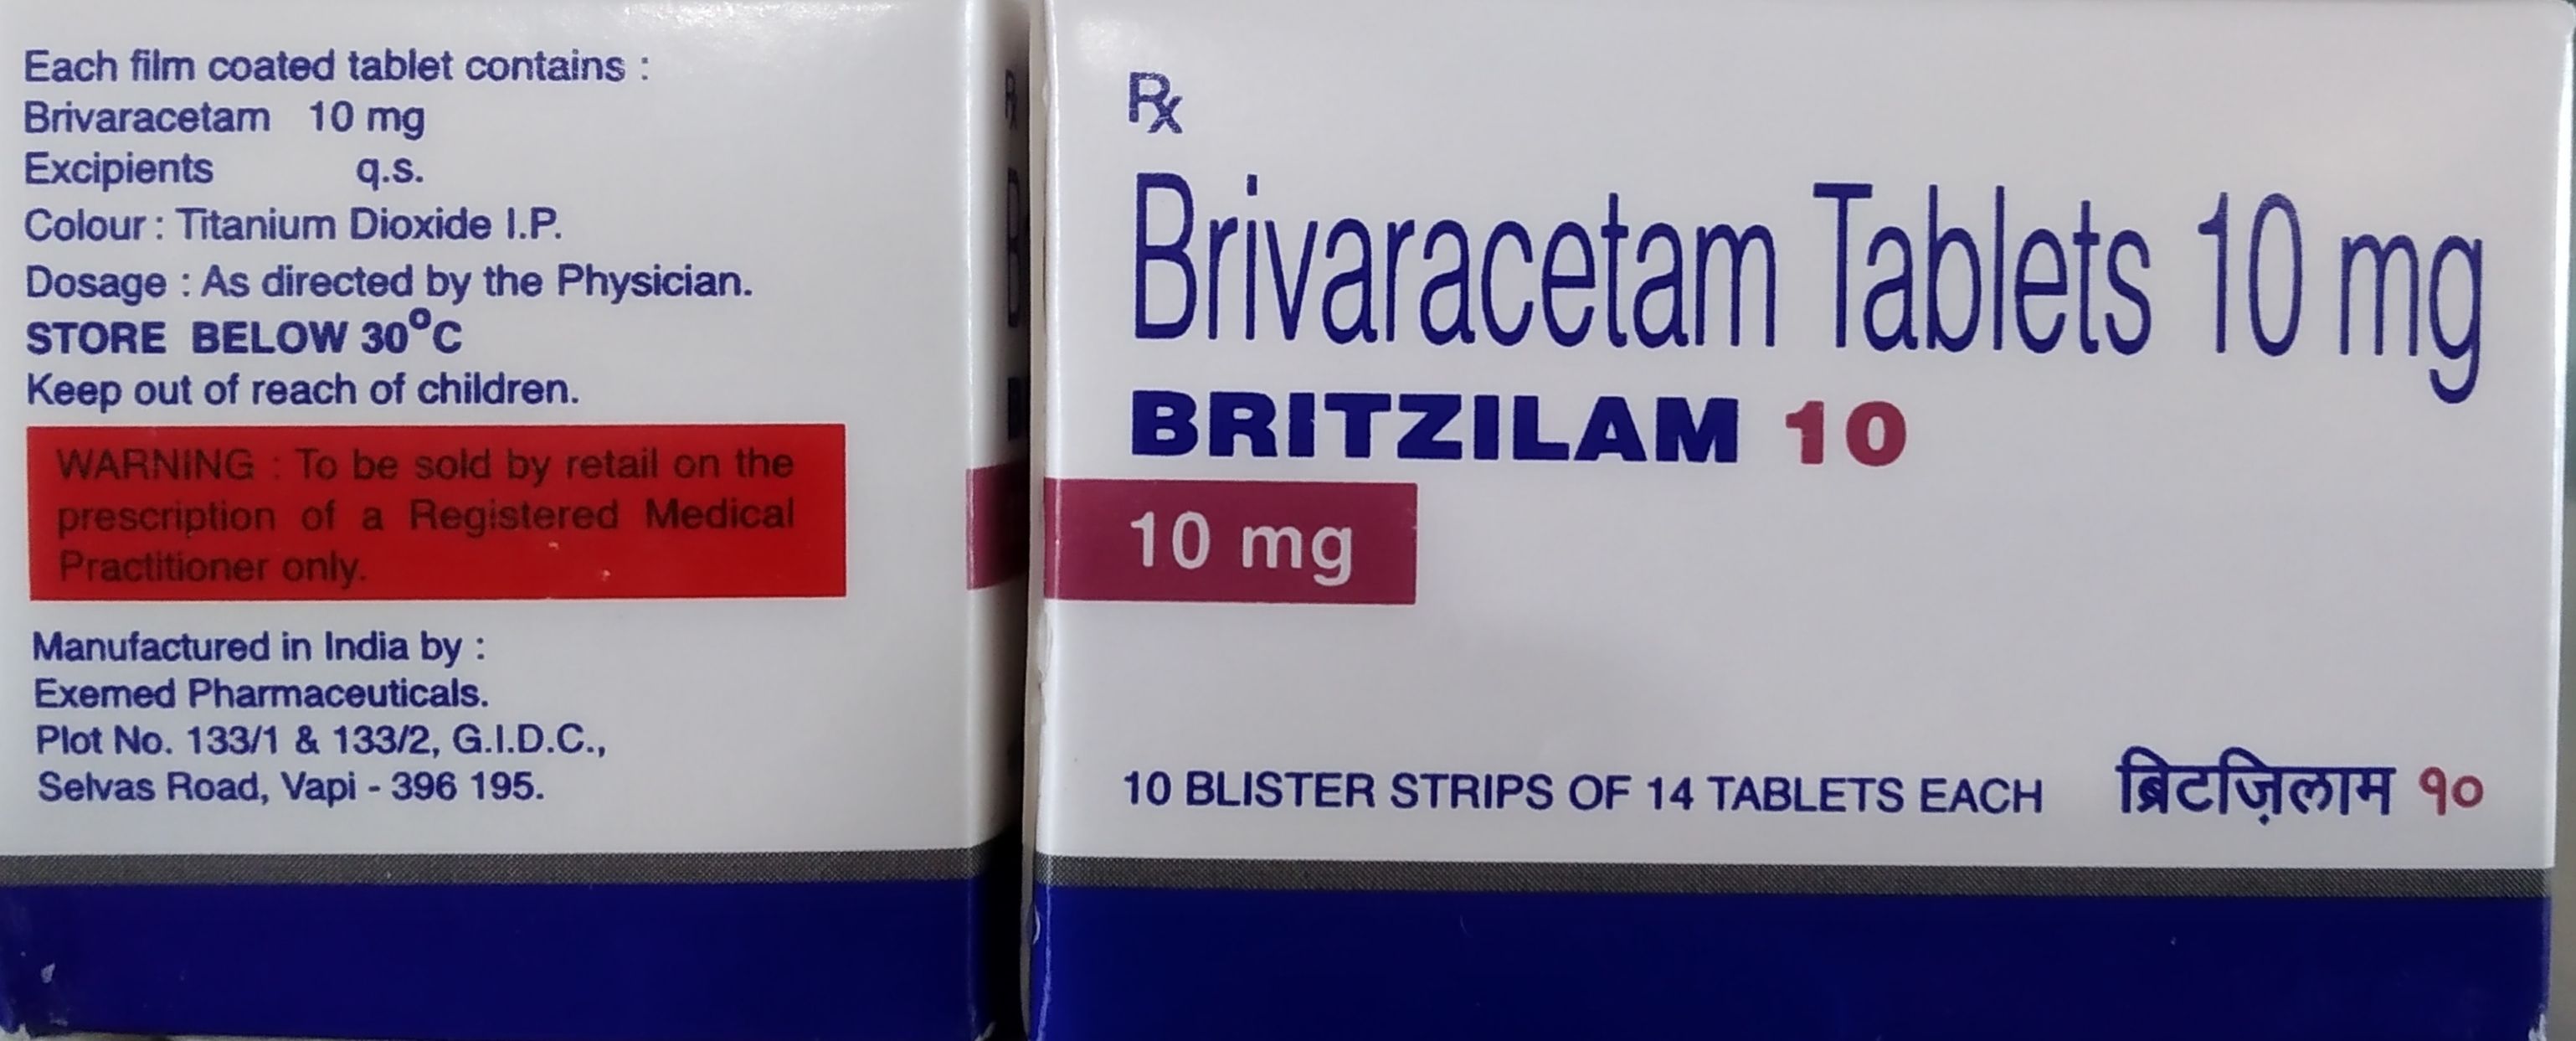 Each film coated tablet contains :
Brivaracetam 10 mg
Excipients q.s.
Colour : Titanium Dioxide I.P.
Dosage : As directed by the Physician.
STORE BELOW 30°C
Keep out of reach of children.
WARNING : To be sold by retail on the
prescription of a Registered Medical
Practitioner only.
Manufactured in India by :
Exemed Pharmaceuticals.
Plot No. 133/1 & 133/2, G.I.D.C.,
Selvas Road, Vapi - 396 195.
Rx
Brivaracetam Tablets 10 mg
BRITZILAM 10
10 mg
10 BLISTER STRIPS OF 14 TABLETS EACH
ब्रिटज़िलाम १०